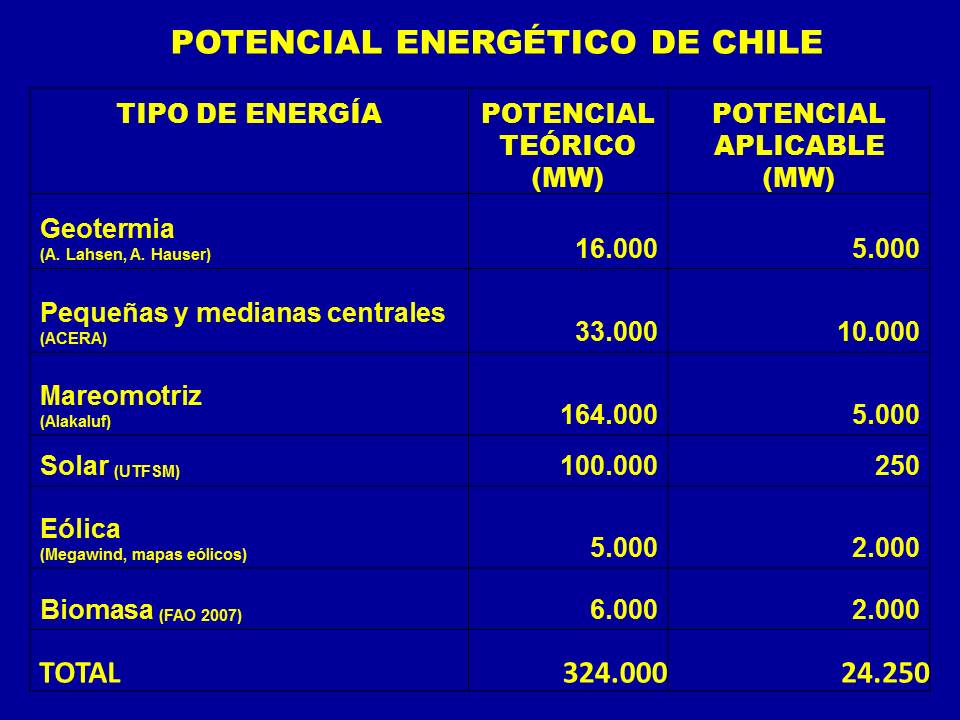 POTENCIAL ENERGÉTICO DE CHILE
TIPO DE ENERGÍA
POTENCIAL
TEÓRICO
(MW)
POTENCIAL
APLICABLE
(MW)
Geotermia
(A. Lahsen, A. Hauser)
16.000
5.000
Pequeñas y medianas centrales
(ACERA)
33.000
10.000
Mareomotriz
(Alakaluf)
164.000
5.000
Solar (UTFSM)
100.000
250
Eólica
(Megawind, mapas eólicos)
5.000
2.000
Biomasa (FAO 2007)
6.000
2.000
TOTAL
324.000
24.250